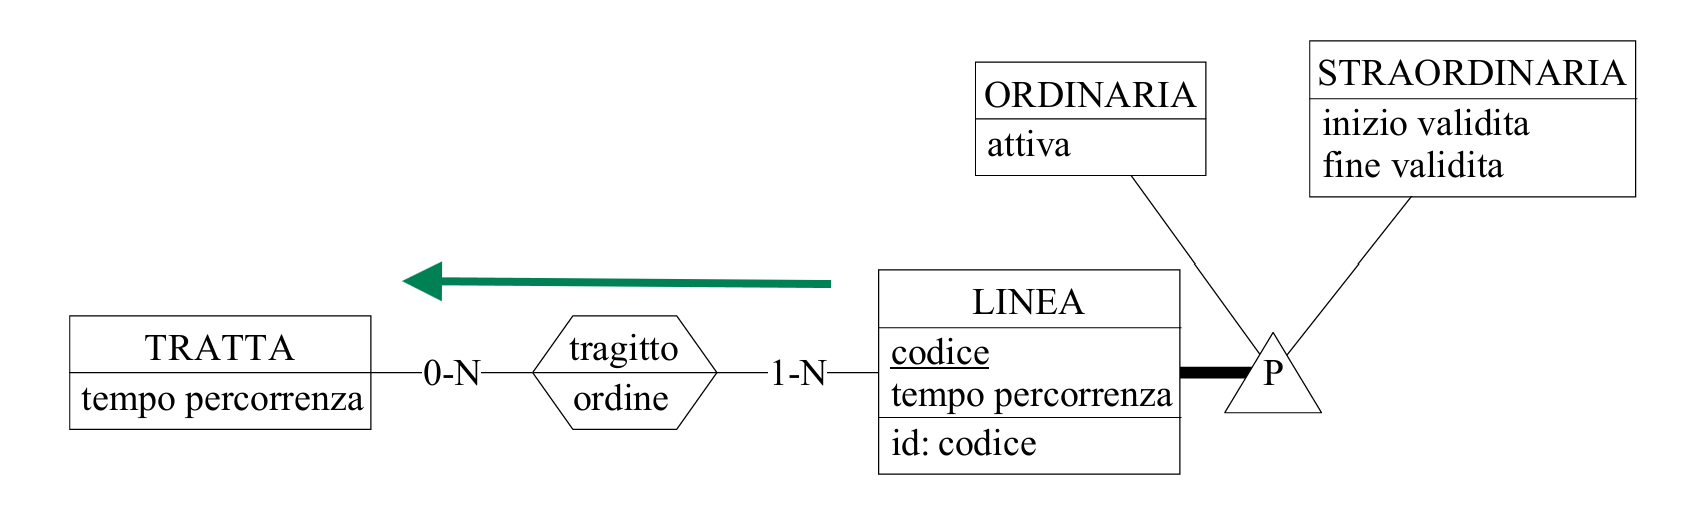 ORDINARIA
attiva
STRAORDINARIA
inizio validita
fine validita
TRATTA
tempo percorrenza
0-N
tragitto
ordine
1-N
LINEA
codice
tempo percorrenza
id: codice
P